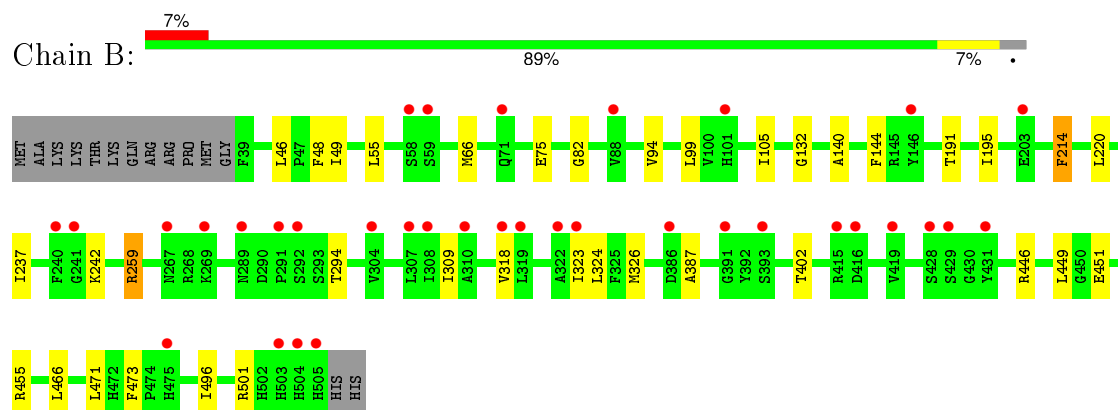 7%
Chain B:
89% 7% •
MET ALA LYS LYS THR LYS GLN ARG ARG PRO MET GLY F39 L46 P47 F48 I49 L55 S58 S59 M66 Q71 E75 G82 V88 V94 L99 V100 H101 I105 G132 A140 F144 R145 Y146 T191 I195 E203 F214 L220
I237 F240 G241 K242 R259 N267 R268 K269 N289 D290 P291 S292 S293 T294 V304 L307 I308 I309 A310 V318 L319 A322 I323 L324 F325 M326 D386 A387 G391 Y392 S393 T402 R415 D416 V419 S428 S429 G430 Y431 R446 L449 G450 E451
R455 L466 L471 H472 F473 P474 H475 I496 R501 H502 H503 H504 H505 HIS HIS